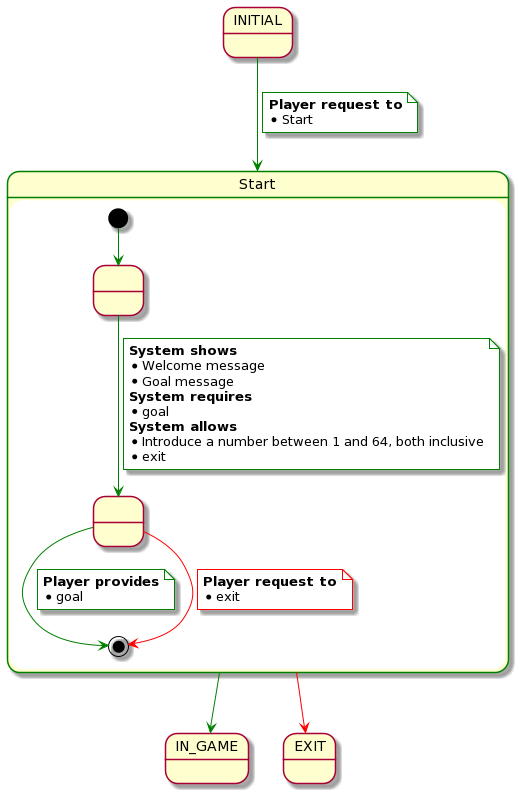 INITIAL
Player request to
• Start
Start
System shows
• Welcome message
• Goal message
System requires
• goal
System allows
• Introduce a number between 1 and 64, both inclusive
• exit
Player provides
• goal
Player request to
• exit
IN_GAME
EXIT